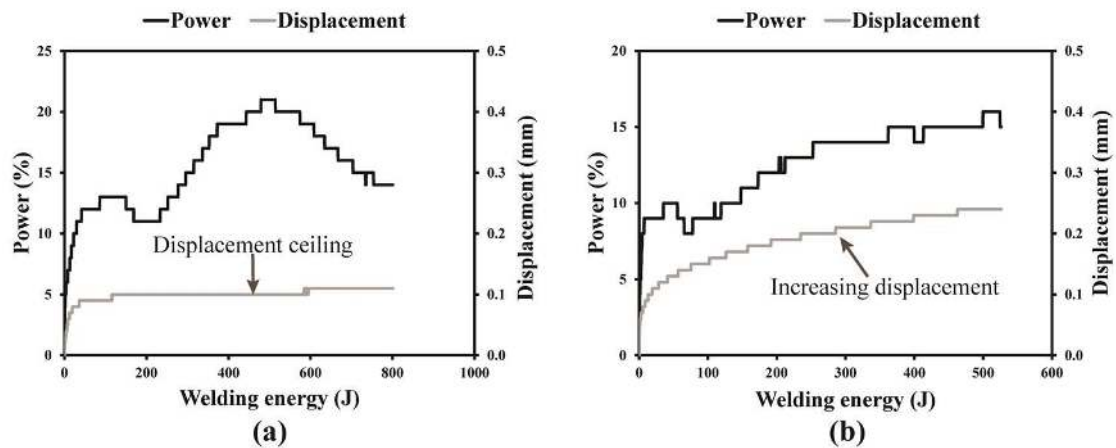 Power Displacement
25 0.5
20 0.4
15 0.3
10 0.2
5 0.1
0 0.0
Power (%)
Displacement (mm)
Displacement ceiling
0 200 400 600 800 1000
Welding energy (J)
(a)
Power Displacement
20 0.5
15 0.4
0.3
10
0.2
5
0.1
0 0.0
Power (%)
Displacement (mm)
Increasing displacement
0 100 200 300 400 500 600
Welding energy (J)
(b)